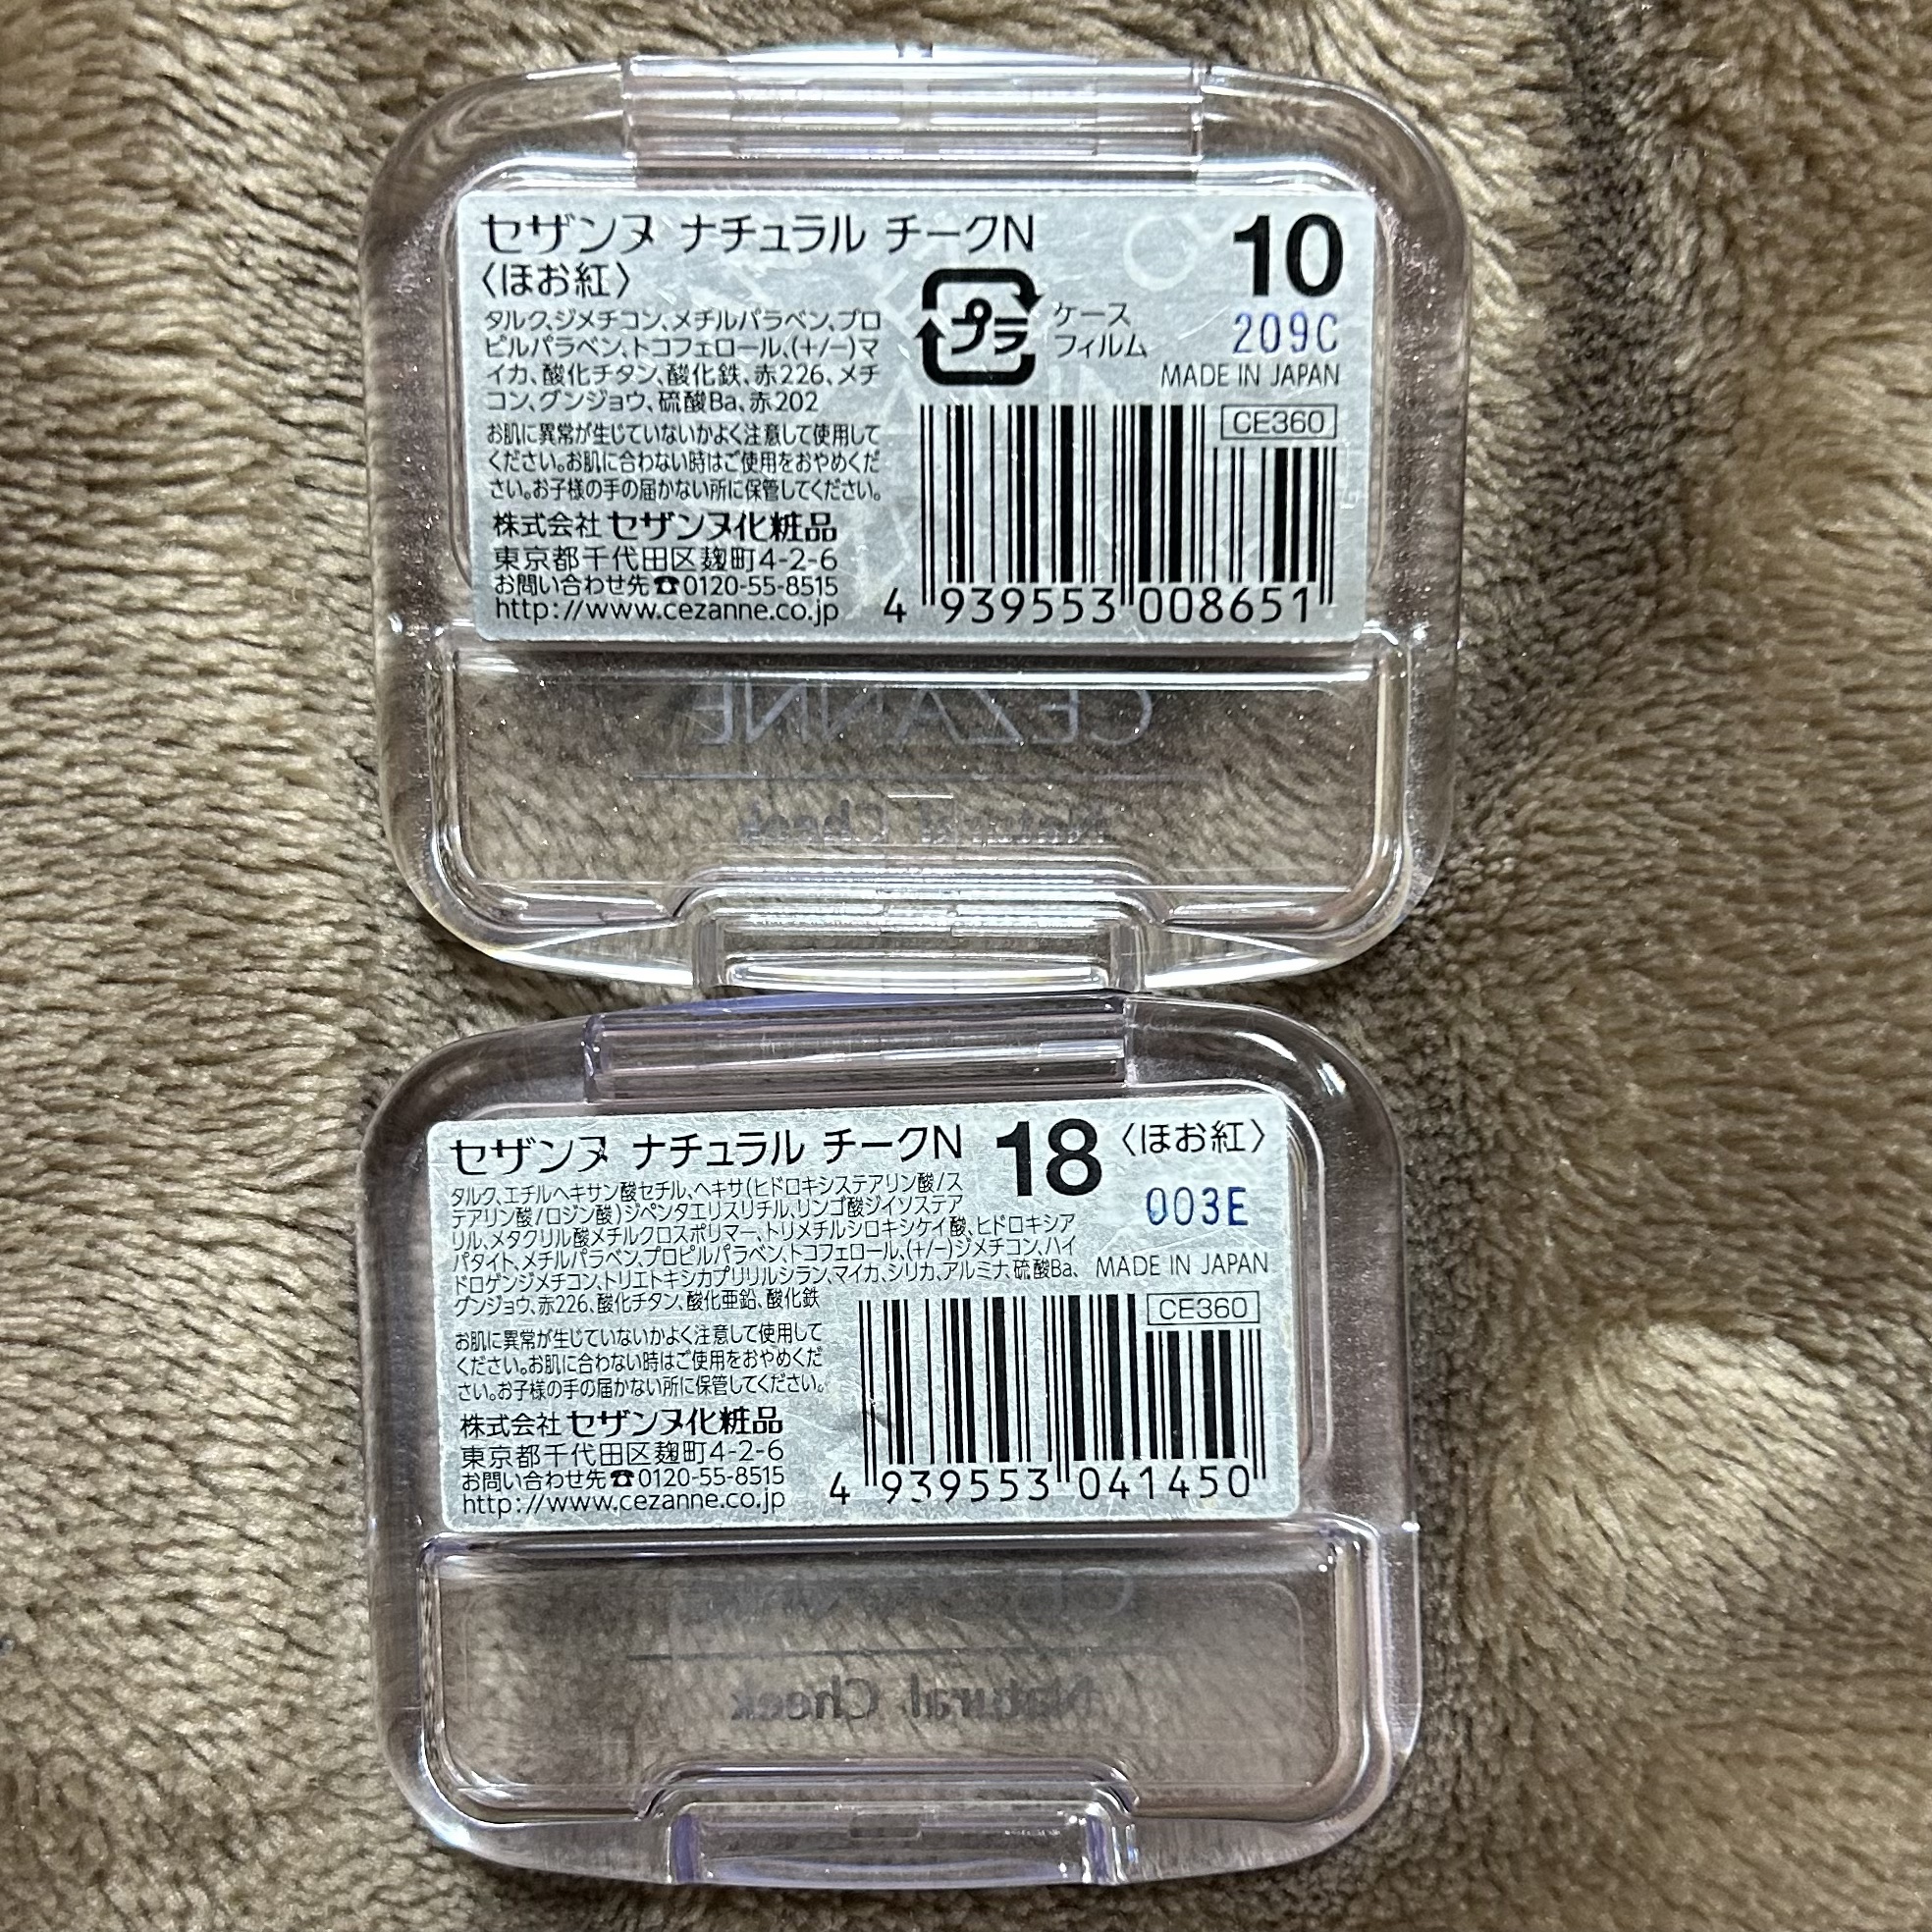 セザンヌ ナチュラル チークN
10
〈ほお紅〉
タルク、ジメチコン、メチルパラベン、プロ
ピルパラベン、トコフェロール、(+/−)マ
イカ、酸化チタン、酸化鉄、赤226、メチ
コン、グンジョウ、硫酸Ba、赤202
プラ
ケース
フィルム
209C
MADE IN JAPAN
CE360
お肌に異常が生じていないかよく注意して使用して
ください。お肌に合わない時はご使用をおやめくだ
さい。お子様の手の届かない所に保管してください。
株式会社 セザンヌ化粧品
東京都千代田区麹町4-2-6
お問い合わせ先☎0120-55-8515
http://www.cezanne.co.jp
4 939553 008651
CEZANNE
Natural Cheek
セザンヌ ナチュラル チークN
18
〈ほお紅〉
タルク、エチルヘキサン酸セチル、ヘキサ(ヒドロキシステアリン酸/ス
テアリン酸/ロジン酸)ジペンタエリスリチル、リンゴ酸ジイソステア
リル、メタクリル酸メチルクロスポリマー、トリメチルシロキシケイ酸、ヒドロキシア
パタイト、メチルパラベン、プロピルパラベン、トコフェロール、(+/−)ジメチコン、ハイ
ドロゲンジメチコン、トリエトキシカプリリルシラン、マイカ、シリカ、アルミナ、硫酸Ba、
グンジョウ、赤226、酸化チタン、酸化亜鉛、酸化鉄
003E
MADE IN JAPAN
CE360
お肌に異常が生じていないかよく注意して使用して
ください。お肌に合わない時はご使用をおやめくだ
さい。お子様の手の届かない所に保管してください。
株式会社 セザンヌ化粧品
東京都千代田区麹町4-2-6
お問い合わせ先☎0120-55-8515
http://www.cezanne.co.jp
4 939553 041450
Natural Cheek